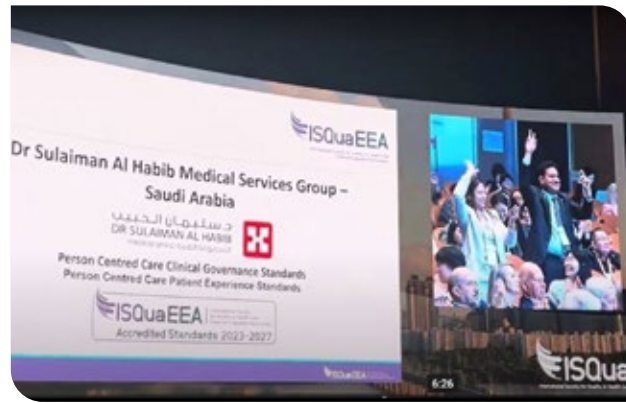 ISQuaEEA
Dr Sulaiman Al Habib Medical Services Group –
Saudi Arabia
د. سليمان الحبيب
DR SULAIMAN AL HABIB
Person Centred Care Clinical Governance Standards
Person Centred Care Patient Experience Standards
ISQuaEEA
Accredited Standards 2023-2027
ISQuaEEA
6:26
ISQua